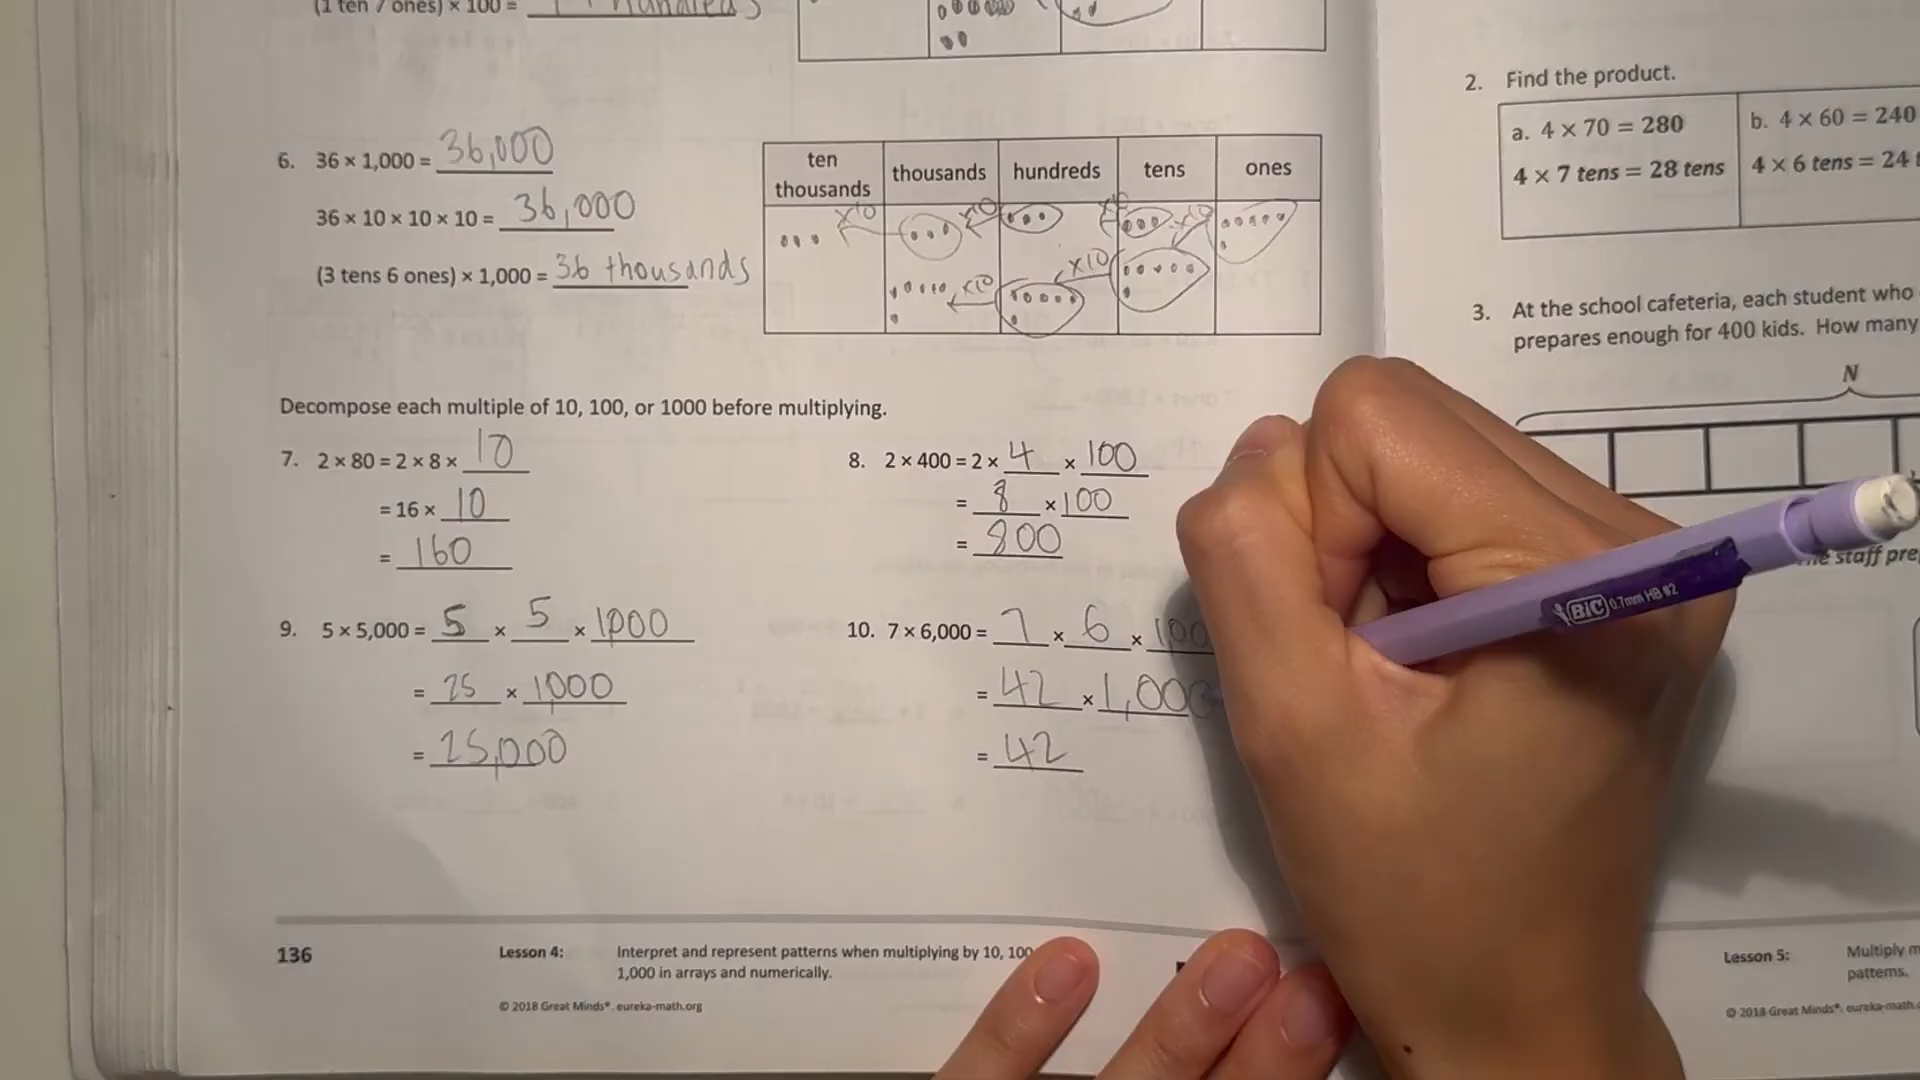 (1 ten 7 ones) × 100 = hundreds
6. 36 × 1,000 = 36,000
36 × 10 × 10 × 10 = 36,000
(3 tens 6 ones) × 1,000 = 36 thousands
ten thousands thousands hundreds tens ones
×10 ×10 ×10
×10 ×10
Decompose each multiple of 10, 100, or 1000 before multiplying.
7. 2 × 80 = 2 × 8 × 10
= 16 × 10
= 160
8. 2 × 400 = 2 × 4 × 100
= 8 × 100
= 800
9. 5 × 5,000 = 5 × 5 × 1000
= 25 × 1000
= 25,000
10. 7 × 6,000 = 7 × 6 × 100
= 42 × 1,000
= 42
136
Lesson 4: Interpret and represent patterns when multiplying by 10, 100
1,000 in arrays and numerically.
© 2018 Great Minds®. eureka-math.org
2. Find the product.
a. 4 × 70 = 280
4 × 7 tens = 28 tens
b. 4 × 60 = 240
4 × 6 tens = 24 t
3. At the school cafeteria, each student who
prepares enough for 400 kids. How many
N
staff pre
BIC 0.7mm HB #2
Lesson 5: Multiply m
patterns.
© 2018 Great Minds®. eureka-math.